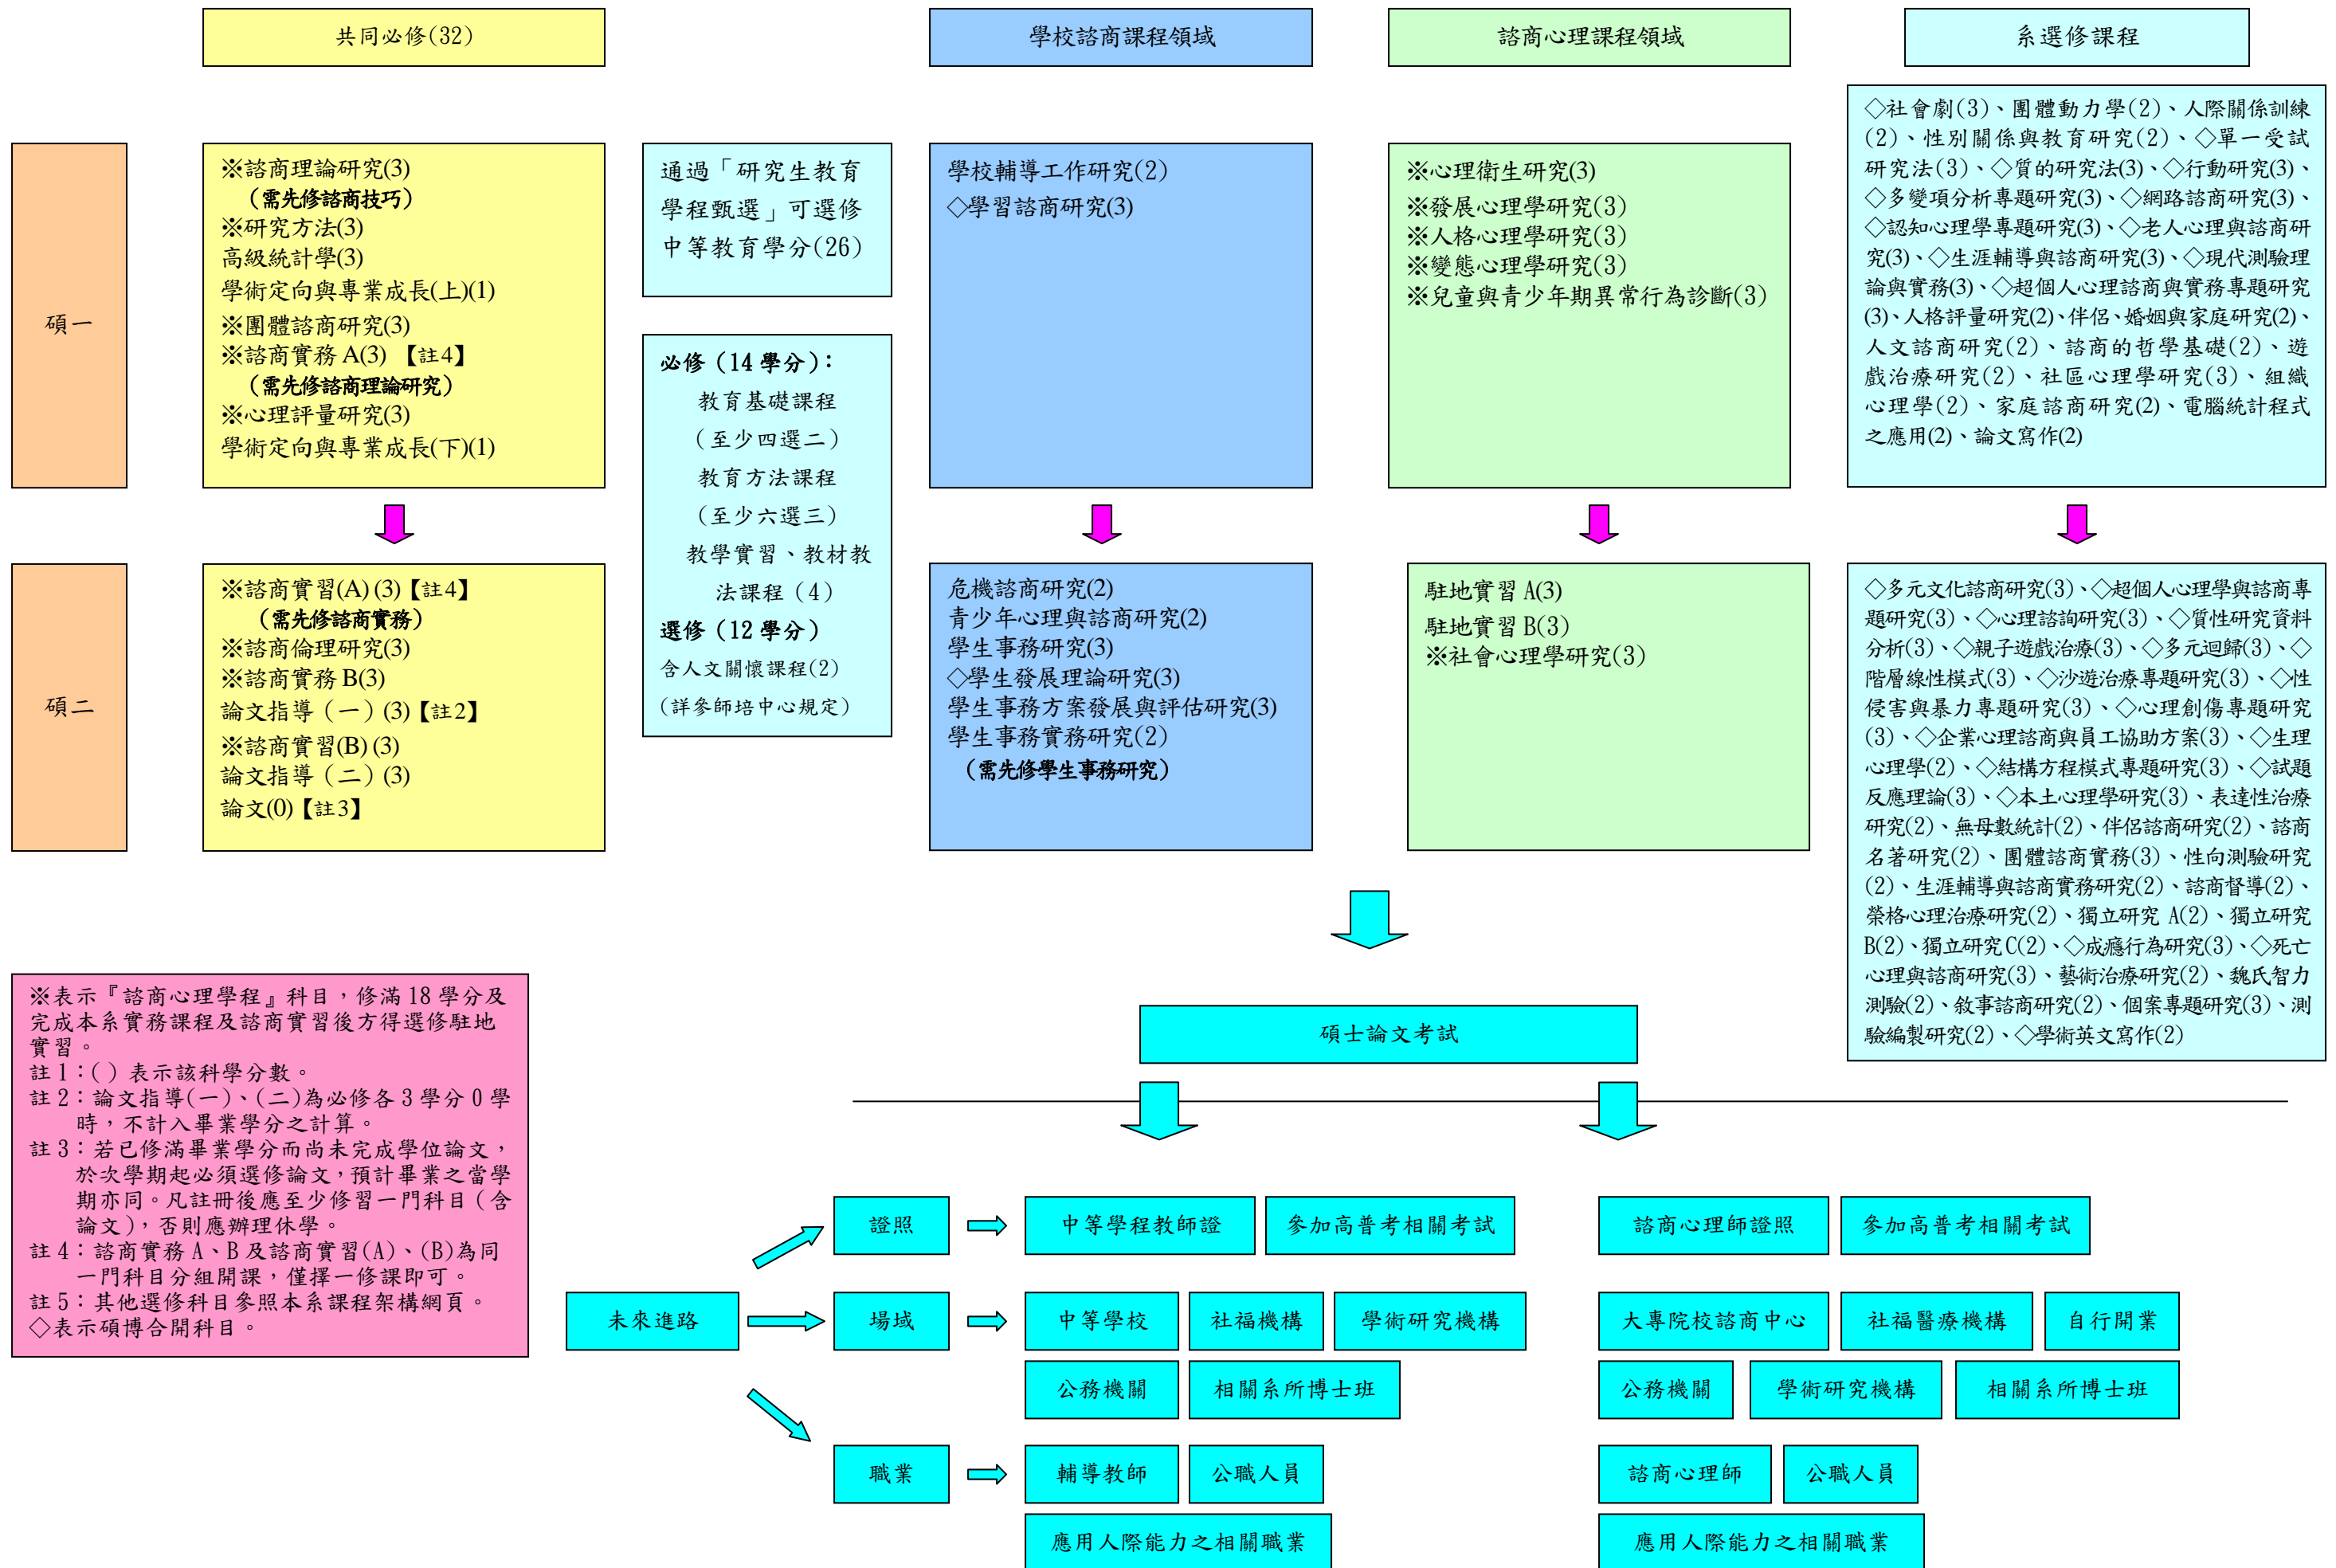 共同必修(32)
學校諮商課程領域
諮商心理課程領域
系選修課程
碩一
※諮商理論研究(3)
（需先修諮商技巧）
※研究方法(3)
高級統計學(3)
學術定向與專業成長(上)(1)
※團體諮商研究(3)
※諮商實務 A(3) 【註4】
（需先修諮商理論研究）
※心理評量研究(3)
學術定向與專業成長(下)(1)
通過「研究生教育
學程甄選」可選修
中等教育學分(26)
必修（14 學分）：
教育基礎課程
（至少四選二）
教育方法課程
（至少六選三）
教學實習、教材教
法課程（4）
選修（12 學分）
含人文關懷課程(2)
(詳參師培中心規定)
學校輔導工作研究(2)
◇學習諮商研究(3)
※心理衛生研究(3)
※發展心理學研究(3)
※人格心理學研究(3)
※變態心理學研究(3)
※兒童與青少年期異常行為診斷(3)
◇社會劇(3)、團體動力學(2)、人際關係訓練
(2)、性別關係與教育研究(2)、◇單一受試
研究法(3)、◇質的研究法(3)、◇行動研究(3)、
◇多變項分析專題研究(3)、◇網路諮商研究(3)、
◇認知心理學專題研究(3)、◇老人心理與諮商研
究(3)、◇生涯輔導與諮商研究(3)、◇現代測驗理
論與實務(3)、◇超個人心理諮商與實務專題研究
(3)、人格評量研究(2)、伴侶、婚姻與家庭研究(2)、
人文諮商研究(2)、諮商的哲學基礎(2)、遊
戲治療研究(2)、社區心理學研究(3)、組織
心理學(2)、家庭諮商研究(2)、電腦統計程式
之應用(2)、論文寫作(2)
碩二
※諮商實習(A)(3)【註4】
（需先修諮商實務）
※諮商倫理研究(3)
※諮商實務 B(3)
論文指導（一）(3)【註2】
※諮商實習(B)(3)
論文指導（二）(3)
論文(0)【註3】
危機諮商研究(2)
青少年心理與諮商研究(2)
學生事務研究(3)
◇學生發展理論研究(3)
學生事務方案發展與評估研究(3)
學生事務實務研究(2)
（需先修學生事務研究）
駐地實習 A(3)
駐地實習 B(3)
※社會心理學研究(3)
◇多元文化諮商研究(3)、◇超個人心理學與諮商專
題研究(3)、◇心理諮詢研究(3)、◇質性研究資料
分析(3)、◇親子遊戲治療(3)、◇多元迴歸(3)、◇
階層線性模式(3)、◇沙遊治療專題研究(3)、◇性
侵害與暴力專題研究(3)、◇心理創傷專題研究
(3)、◇企業心理諮商與員工協助方案(3)、◇生理
心理學(2)、◇結構方程模式專題研究(3)、◇試題
反應理論(3)、◇本土心理學研究(3)、表達性治療
研究(2)、無母數統計(2)、伴侶諮商研究(2)、諮商
名著研究(2)、團體諮商實務(3)、性向測驗研究
(2)、生涯輔導與諮商實務研究(2)、諮商督導(2)、
榮格心理治療研究(2)、獨立研究 A(2)、獨立研究
B(2)、獨立研究C(2)、◇成癮行為研究(3)、◇死亡
心理與諮商研究(3)、藝術治療研究(2)、魏氏智力
測驗(2)、敘事諮商研究(2)、個案專題研究(3)、測
驗編製研究(2)、◇學術英文寫作(2)
※表示『諮商心理學程』科目，修滿 18 學分及
完成本系實務課程及諮商實習後方得選修駐地
實習。
註 1：( ) 表示該科學分數。
註 2：論文指導(一)、(二)為必修各 3 學分 0 學
時，不計入畢業學分之計算。
註 3：若已修滿畢業學分而尚未完成學位論文，
於次學期起必須選修論文，預計畢業之當學
期亦同。凡註冊後應至少修習一門科目（含
論文），否則應辦理休學。
註 4：諮商實務 A、B 及諮商實習(A)、(B)為同
一門科目分組開課，僅擇一修課即可。
註 5：其他選修科目參照本系課程架構網頁。
◇表示碩博合開科目。
碩士論文考試
未來進路
證照
中等學程教師證
參加高普考相關考試
諮商心理師證照
參加高普考相關考試
場域
中等學校
社福機構
學術研究機構
大專院校諮商中心
社福醫療機構
自行開業
公務機關
相關系所博士班
公務機關
學術研究機構
相關系所博士班
職業
輔導教師
公職人員
諮商心理師
公職人員
應用人際能力之相關職業
應用人際能力之相關職業